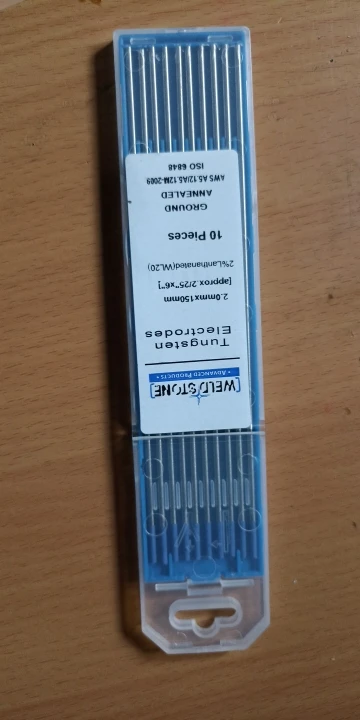 [WELDSTONE]
• ADVANCED PRODUCTS •
Tungsten
Electrodes
2.0mmx150mm
[approx.2/25"x6"]
2%Lanthanated(WL20)
10 Pieces
GROUND
ANNEALED
AWS A5.12/A5.12M-2009
ISO 6848